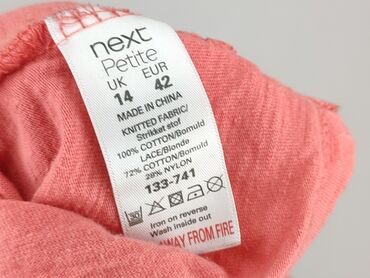 next
Petite
UK EUR
14 42
MADE IN CHINA
KNITTED FABRIC/
Strikket stof
100% COTTON/Bomuld
LACE/Blonde
72% COTTON/Bomuld
28% NYLON
133-741
30
Iron on reverse
Wash inside out
AWAY FROM FIRE